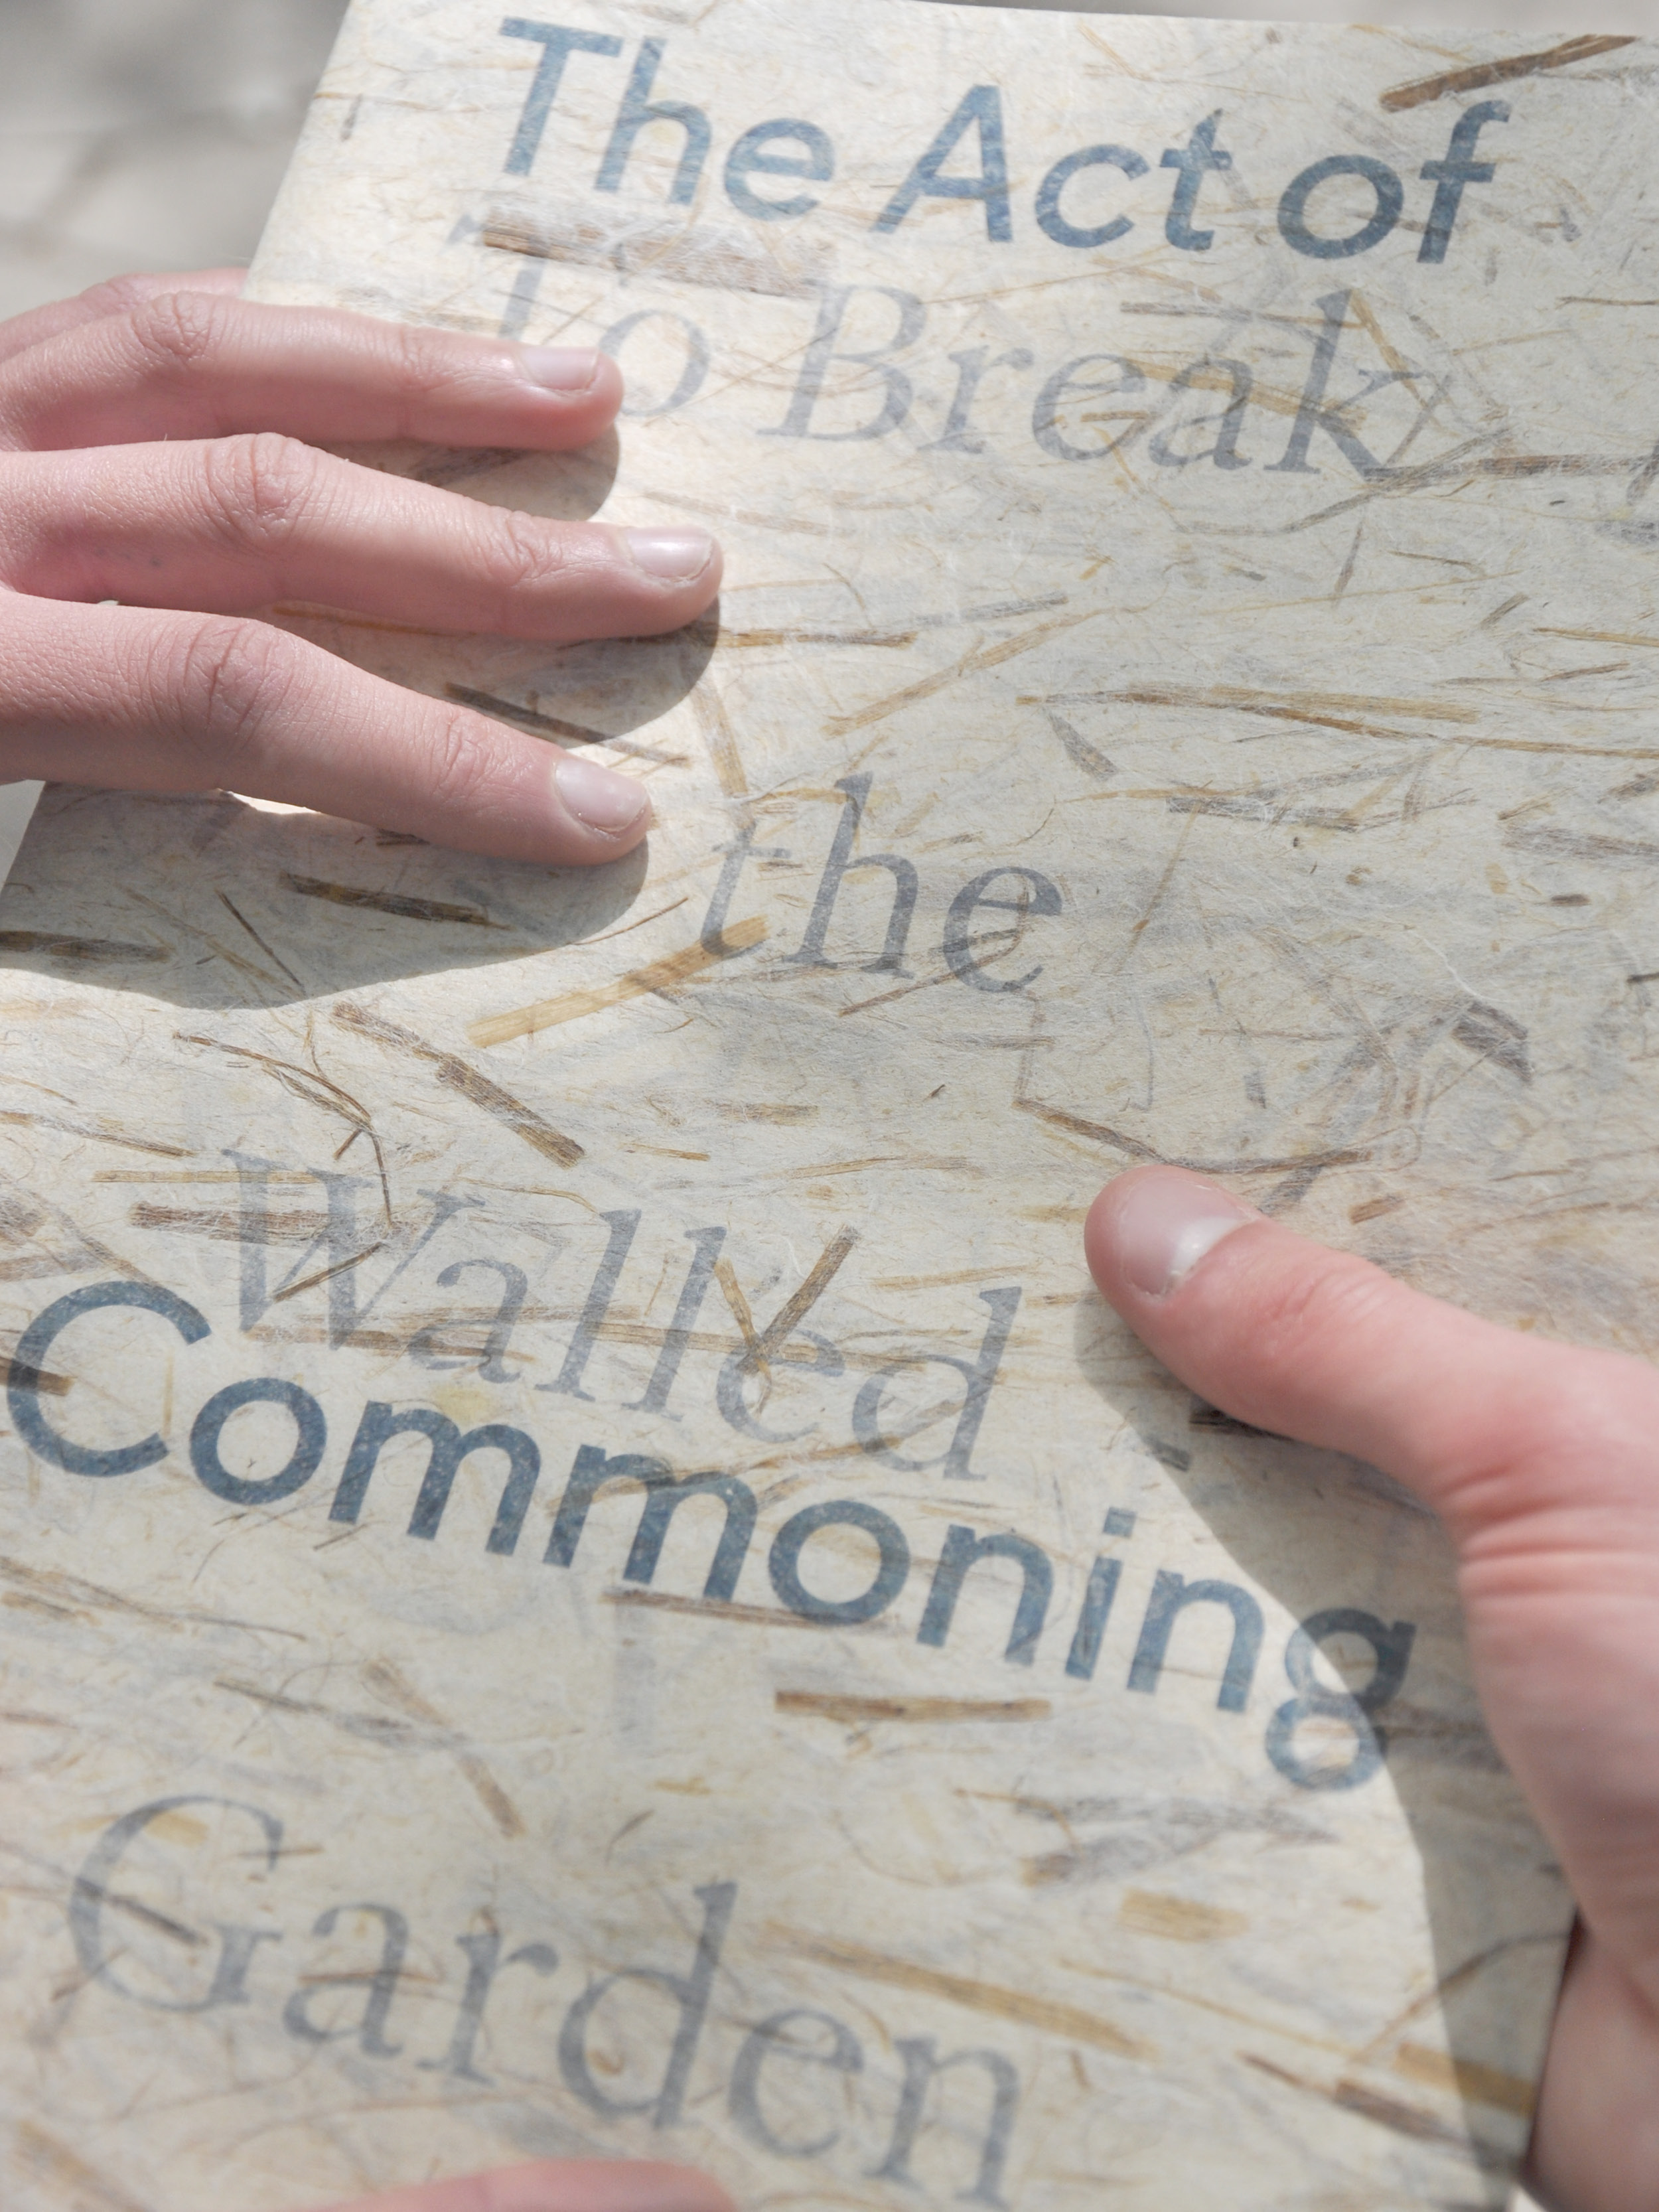 The Act of
To Break
the
Walled
Commoning
Garden